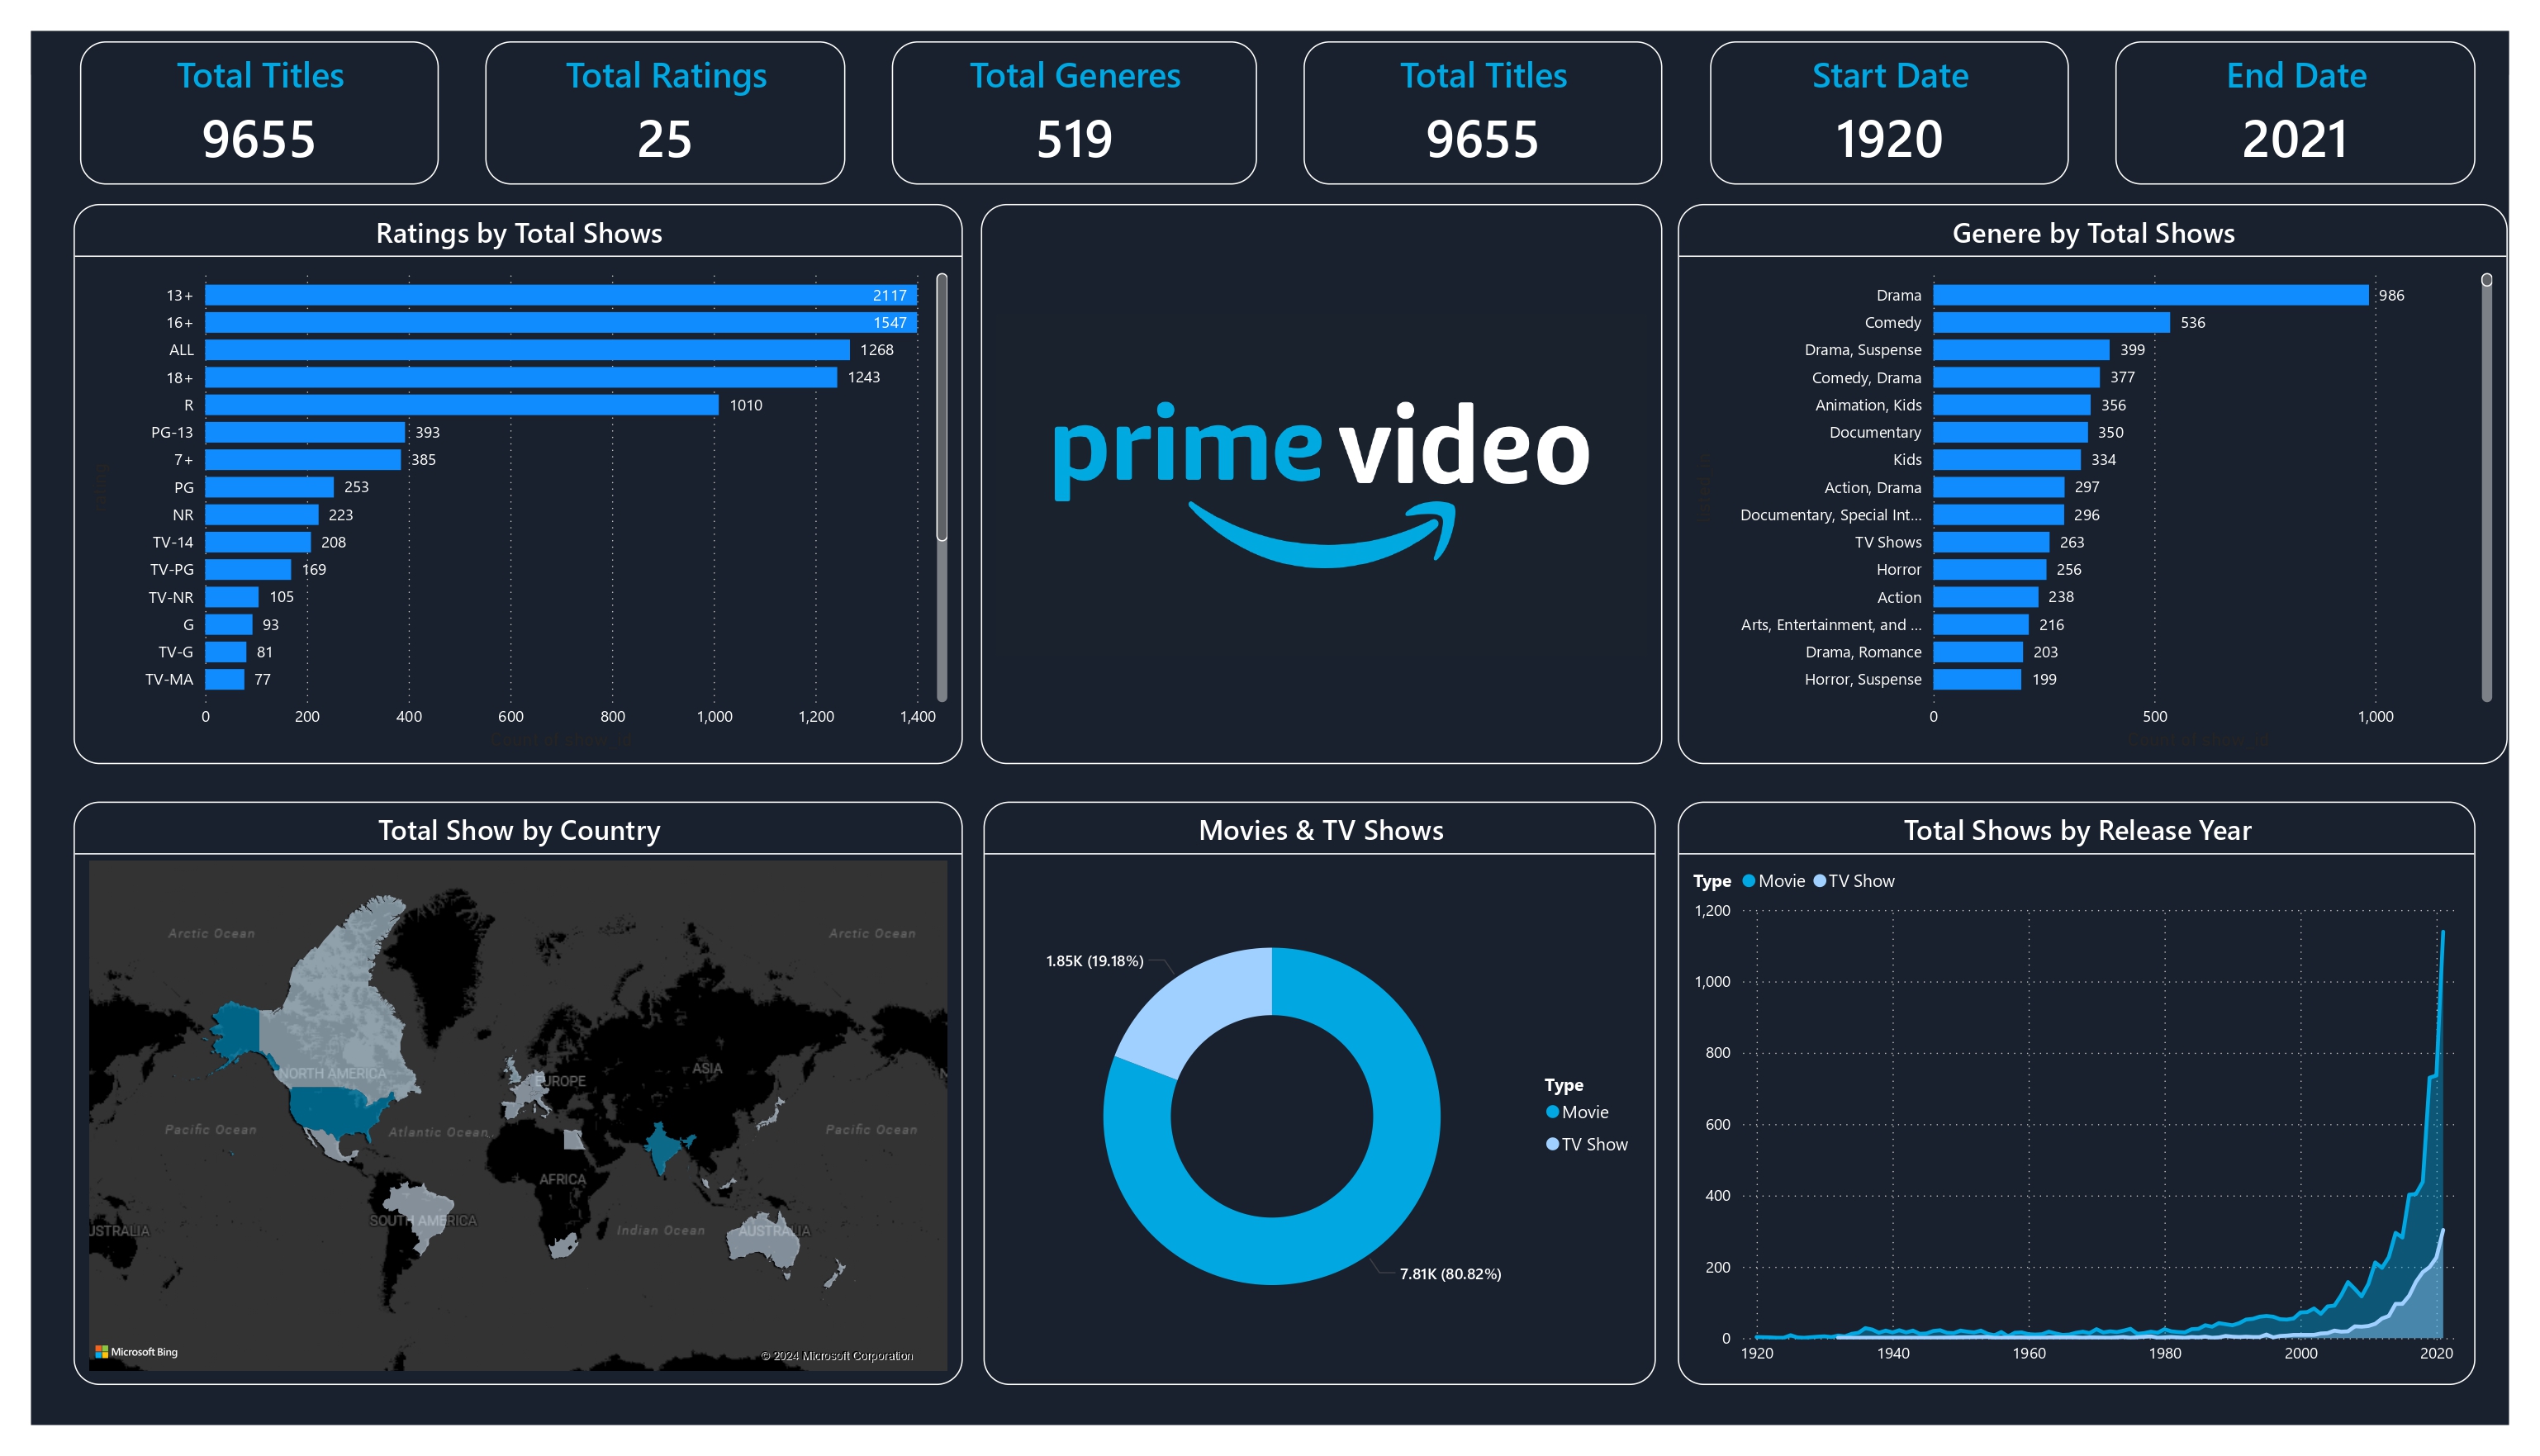 Total Titles
9655
Total Ratings
25
Total Generes
519
Total Titles
9655
Start Date
1920
End Date
2021
Ratings by Total Shows
13+ 2117
16+ 1547
ALL 1268
18+ 1243
R 1010
PG-13 393
7+ 385
PG 253
NR 223
TV-14 208
TV-PG 169
TV-NR 105
G 93
TV-G 81
TV-MA 77
0 200 400 600 800 1,000 1,200 1,400
rating
Count of show_id
prime video
Genere by Total Shows
Drama 986
Comedy 536
Drama, Suspense 399
Comedy, Drama 377
Animation, Kids 356
Documentary 350
Kids 334
Action, Drama 297
Documentary, Special Int... 296
TV Shows 263
Horror 256
Action 238
Arts, Entertainment, and ... 216
Drama, Romance 203
Horror, Suspense 199
0 500 1,000
Count of show_id
Total Show by Country
Arctic Ocean
Arctic Ocean
NORTH AMERICA
EUROPE
ASIA
Pacific Ocean
Atlantic Ocean
Pacific Ocean
AFRICA
SOUTH AMERICA
Indian Ocean
AUSTRALIA
USTRALIA
N
Microsoft Bing
© 2024 Microsoft Corporation
Movies & TV Shows
1.85K (19.18%)
7.81K (80.82%)
Type
Movie
TV Show
Total Shows by Release Year
Type Movie TV Show
1,200
1,000
800
600
400
200
0
1920 1940 1960 1980 2000 2020